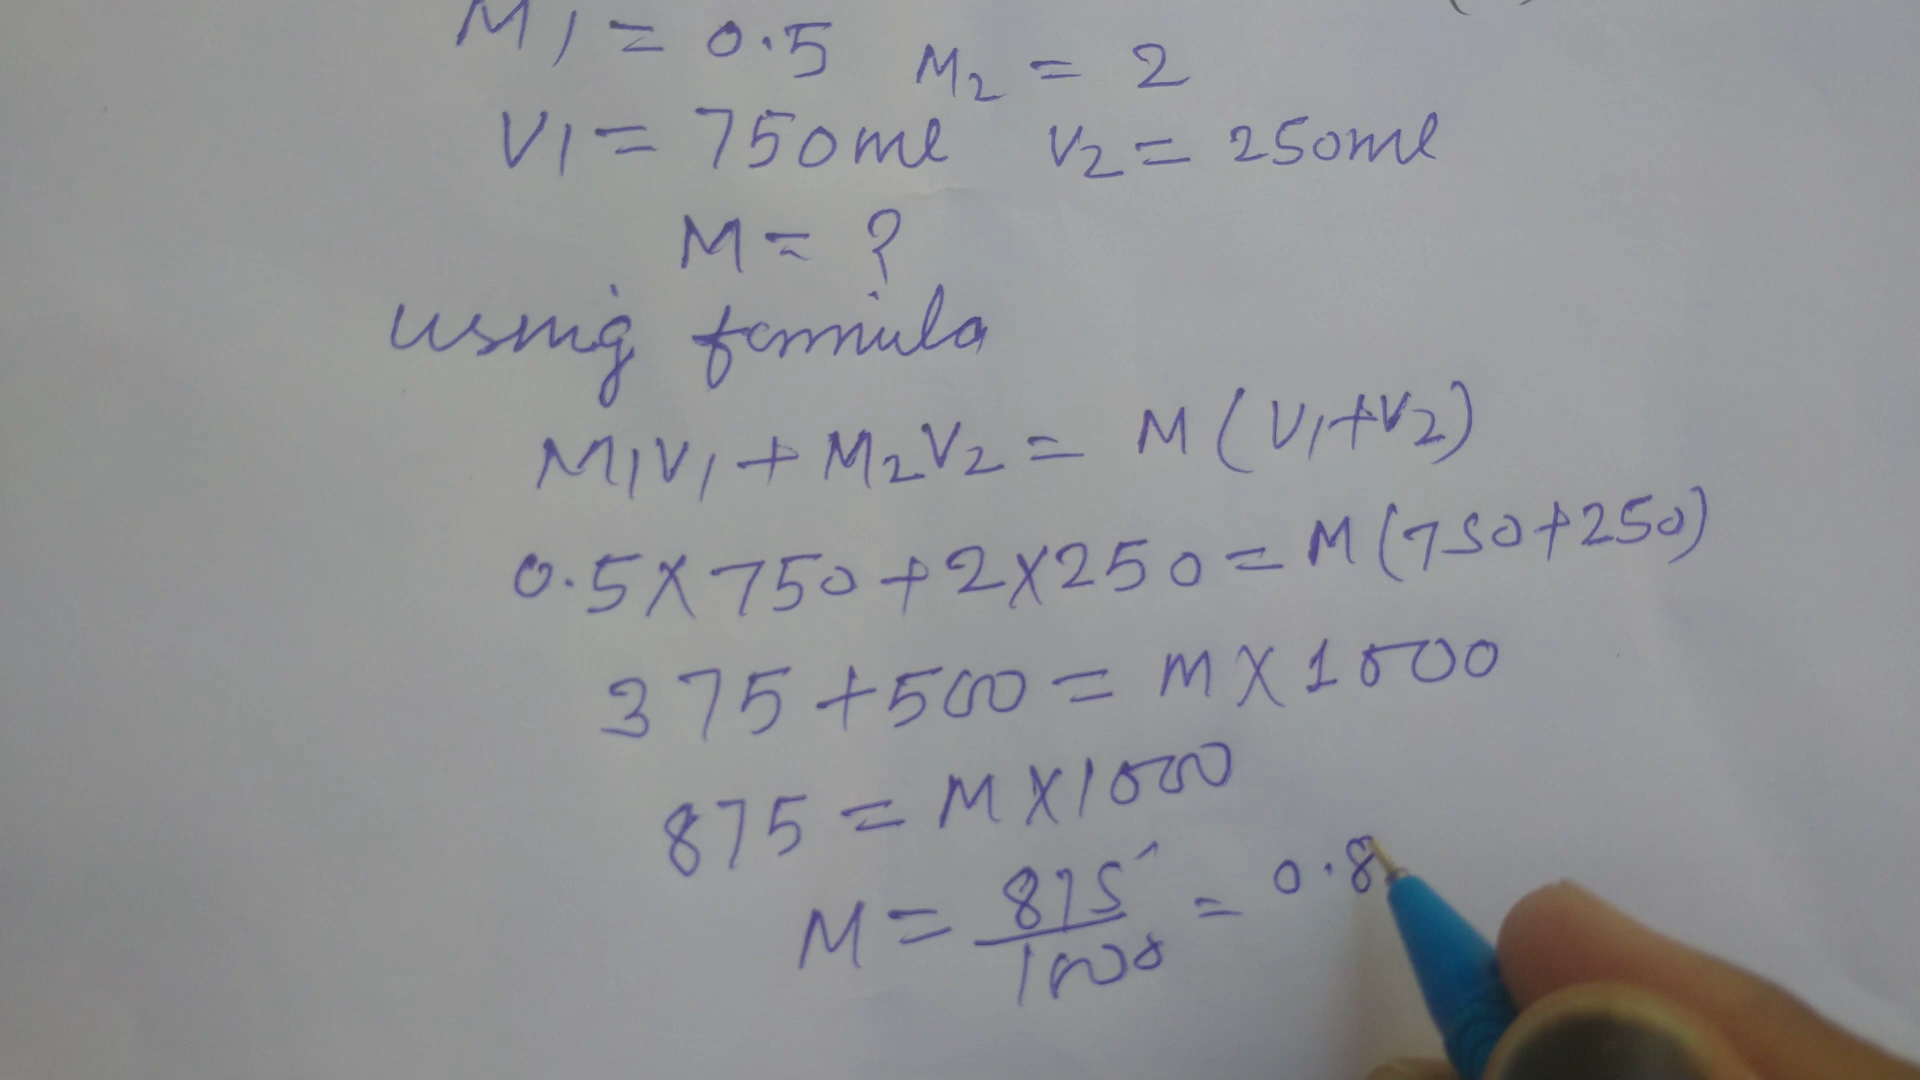 M1 = 0.5 M2 = 2
V1 = 750ml V2 = 250ml
M = ?
using formula
M1V1 + M2V2 = M (V1+V2)
0.5 X 750 + 2 X 250 = M (750+250)
375 + 500 = M X 1000
875 = M X 1000
M = 875/1000 = 0.8